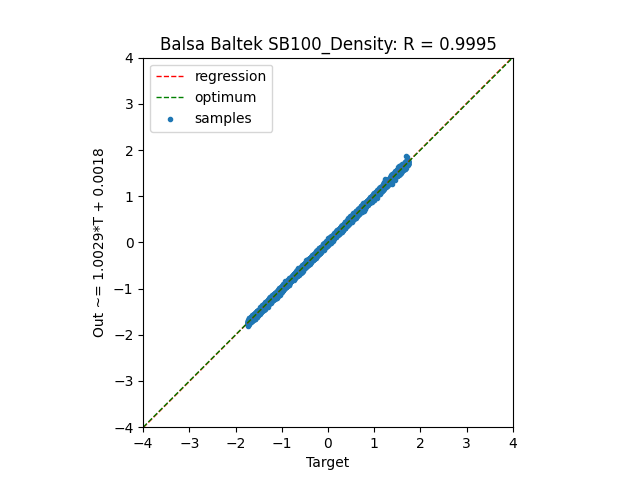 Balsa Baltek SB100_Density: R = 0.9995
4
3
2
1
0
−1
−2
−3
−4
regression
optimum
samples
Out ~= 1.0029*T + 0.0018
−4 −3 −2 −1 0 1 2 3 4
Target